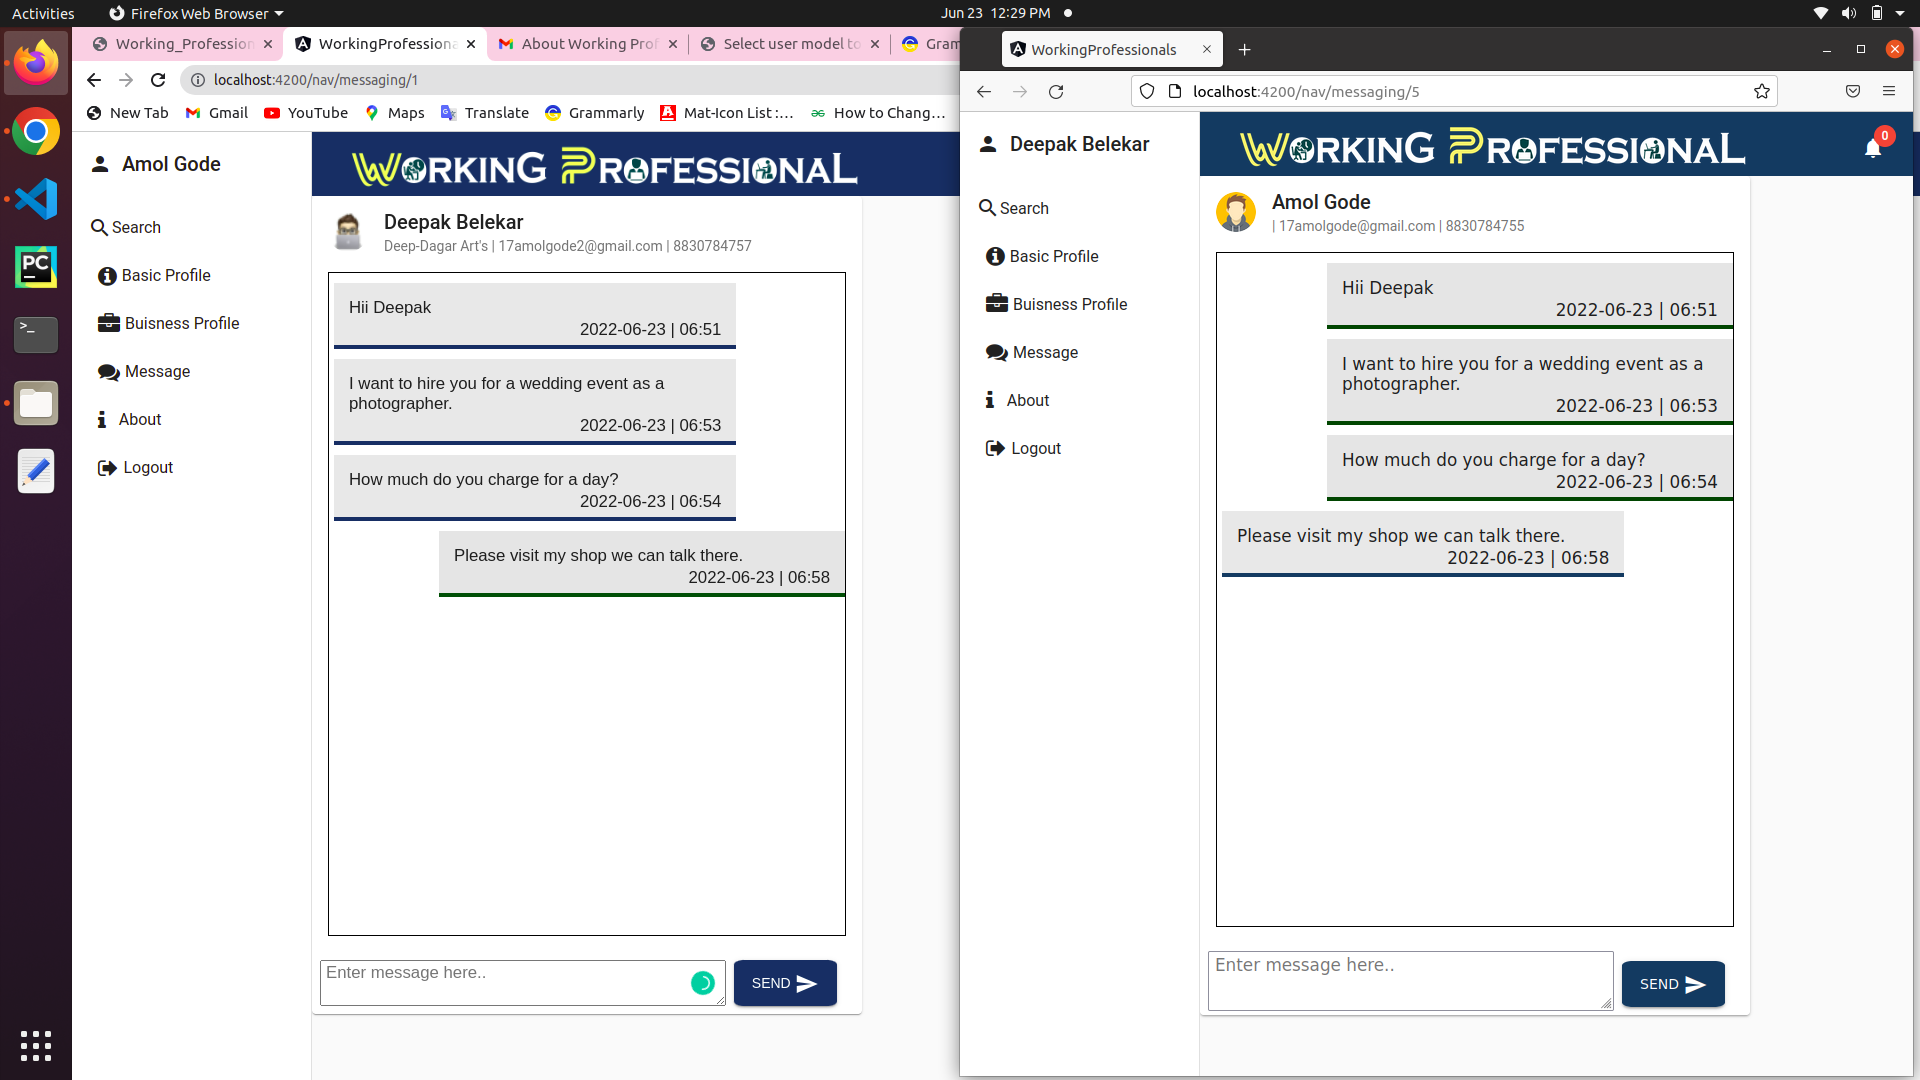 Activities
Firefox Web Browser
Jun 23 12:29 PM
Working_Profession
WorkingProfessiona
About Working Prof
Select user model to
Gram
localhost:4200/nav/messaging/1
New Tab
Gmail
YouTube
Maps
Translate
Grammarly
Mat-Icon List :...
How to Chang...
Amol Gode
Search
Basic Profile
Buisness Profile
Message
About
Logout
WORKING PROFESSIONAL
Deepak Belekar
Deep-Dagar Art's | 17amolgode2@gmail.com | 8830784757
Hii Deepak
2022-06-23 | 06:51
I want to hire you for a wedding event as a
photographer.
2022-06-23 | 06:53
How much do you charge for a day?
2022-06-23 | 06:54
Please visit my shop we can talk there.
2022-06-23 | 06:58
Enter message here..
SEND
WorkingProfessionals
localhost:4200/nav/messaging/5
Deepak Belekar
Search
Basic Profile
Buisness Profile
Message
About
Logout
WORKING PROFESSIONAL
0
Amol Gode
| 17amolgode@gmail.com | 8830784755
Hii Deepak
2022-06-23 | 06:51
I want to hire you for a wedding event as a
photographer.
2022-06-23 | 06:53
How much do you charge for a day?
2022-06-23 | 06:54
Please visit my shop we can talk there.
2022-06-23 | 06:58
Enter message here..
SEND
PC
>_